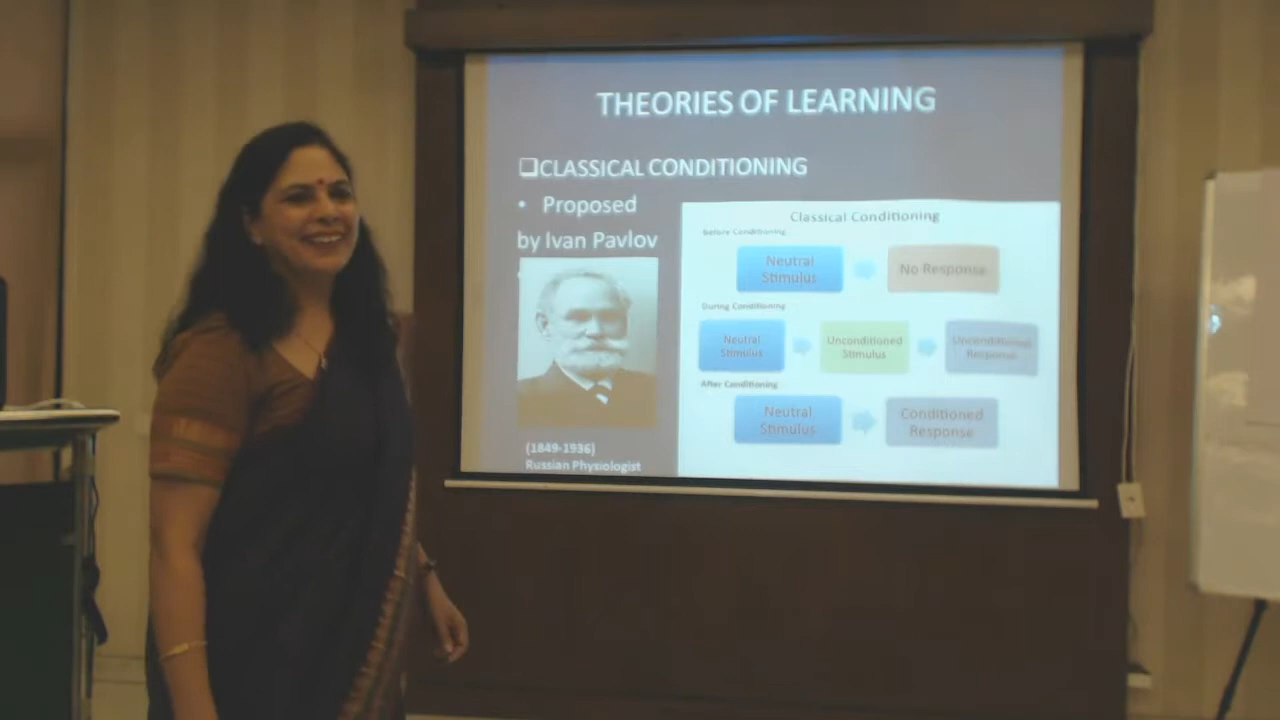 THEORIES OF LEARNING
❑CLASSICAL CONDITIONING
• Proposed
by Ivan Pavlov
(1849-1936)
Russian Physiologist
Classical Conditioning
Before Conditioning
Neutral
Stimulus
No Response
During Conditioning
Neutral
Stimulus
Unconditioned
Stimulus
Unconditioned
Response
After Conditioning
Neutral
Stimulus
Conditioned
Response